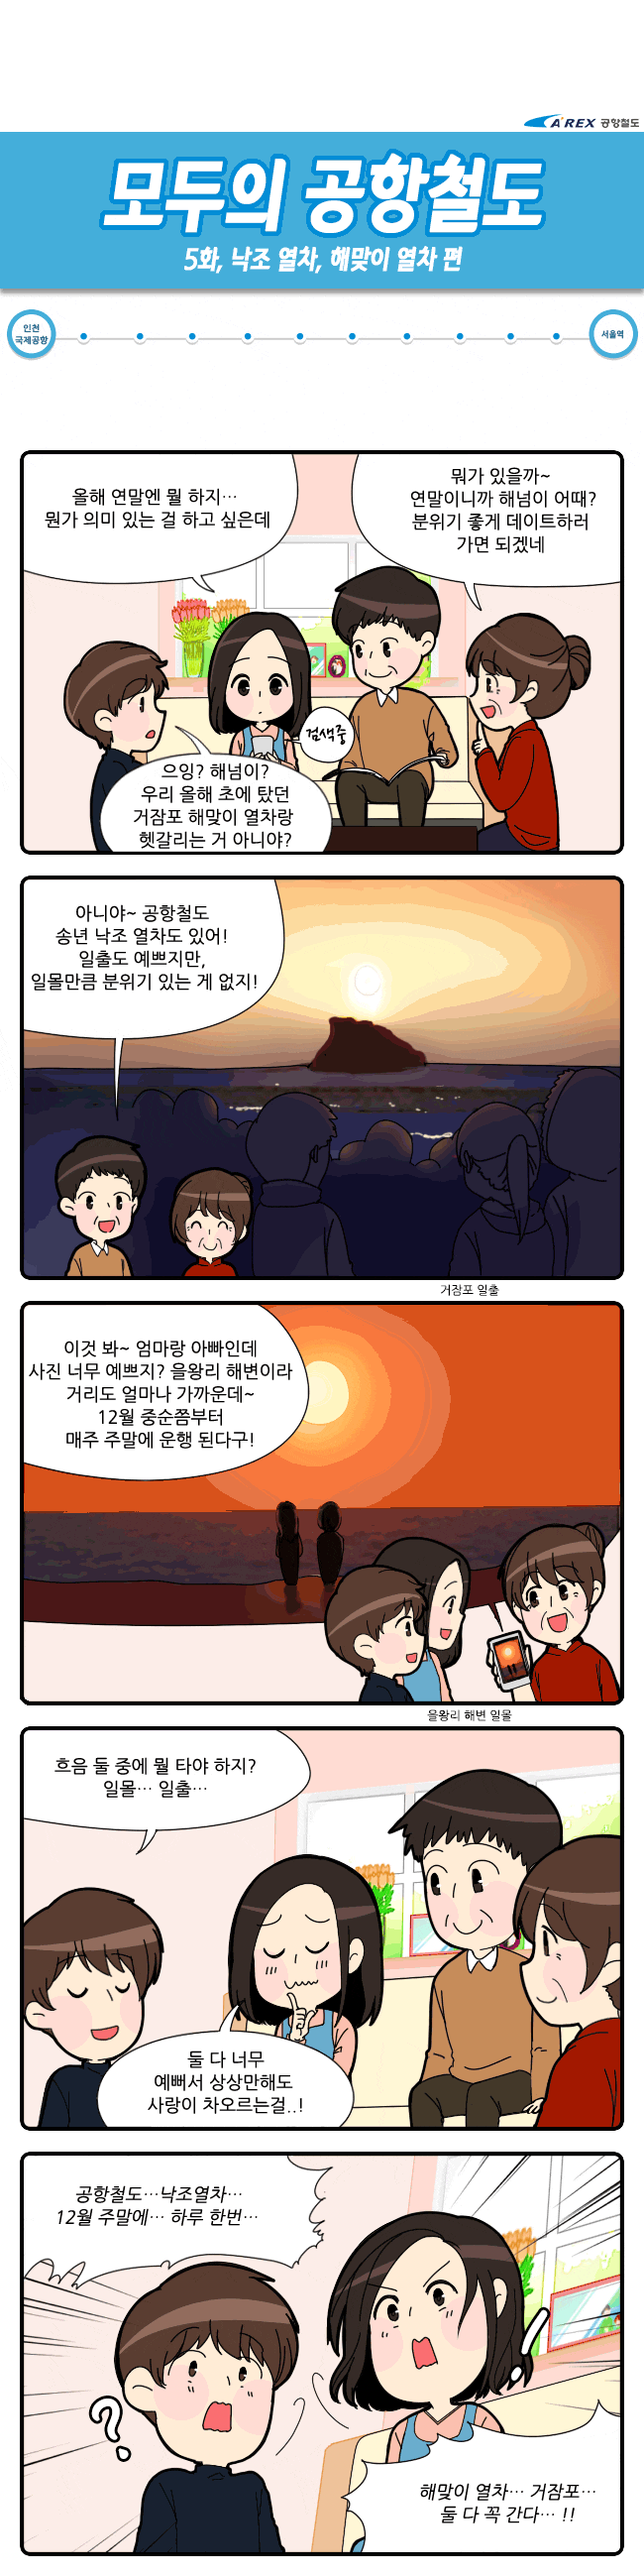 A'REX 공항철도
모두의 공항철도
5화, 낙조 열차, 해맞이 열차 편
인천
국제공항
서울역
올해 연말엔 뭘 하지…
뭔가 의미 있는 걸 하고 싶은데
뭐가 있을까~
연말이니까 해넘이 어때?
분위기 좋게 데이트하러
가면 되겠네
검색중
으잉? 해넘이?
우리 올해 초에 탔던
거잠포 해맞이 열차랑
헷갈리는 거 아니야?
아니야~ 공항철도
송년 낙조 열차도 있어!
일출도 예쁘지만,
일몰만큼 분위기 있는 게 없지!
거잠포 일출
이것 봐~ 엄마랑 아빠인데
사진 너무 예쁘지? 을왕리 해변이라
거리도 얼마나 가까운데~
12월 중순쯤부터
매주 주말에 운행 된다구!
을왕리 해변 일몰
흐음 둘 중에 뭘 타야 하지?
일몰… 일출…
둘 다 너무
예뻐서 상상만해도
사랑이 차오르는걸..!
공항철도…낙조열차…
12월 주말에… 하루 한번…
?
!
해맞이 열차… 거잠포…
둘 다 꼭 간다… !!